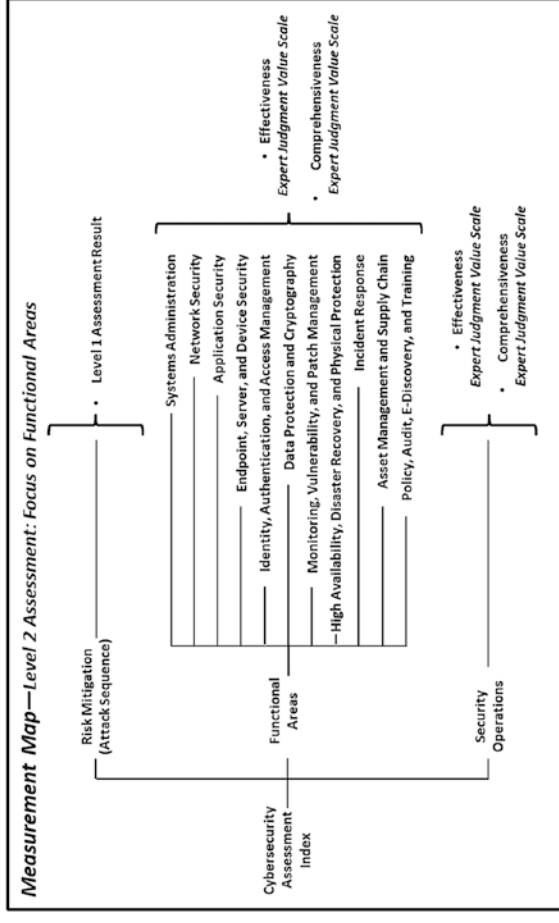 Measurement Map—Level 2 Assessment: Focus on Functional Areas
Cybersecurity
Assessment
Index
Risk Mitigation
(Attack Sequence)
• Level 1 Assessment Result
Functional
Areas
Systems Administration
Network Security
Application Security
Endpoint, Server, and Device Security
Identity, Authentication, and Access Management
Data Protection and Cryptography
Monitoring, Vulnerability, and Patch Management
High Availability, Disaster Recovery, and Physical Protection
Incident Response
Asset Management and Supply Chain
Policy, Audit, E-Discovery, and Training
• Effectiveness
Expert Judgment Value Scale
• Comprehensiveness
Expert Judgment Value Scale
Security
Operations
• Effectiveness
Expert Judgment Value Scale
• Comprehensiveness
Expert Judgment Value Scale